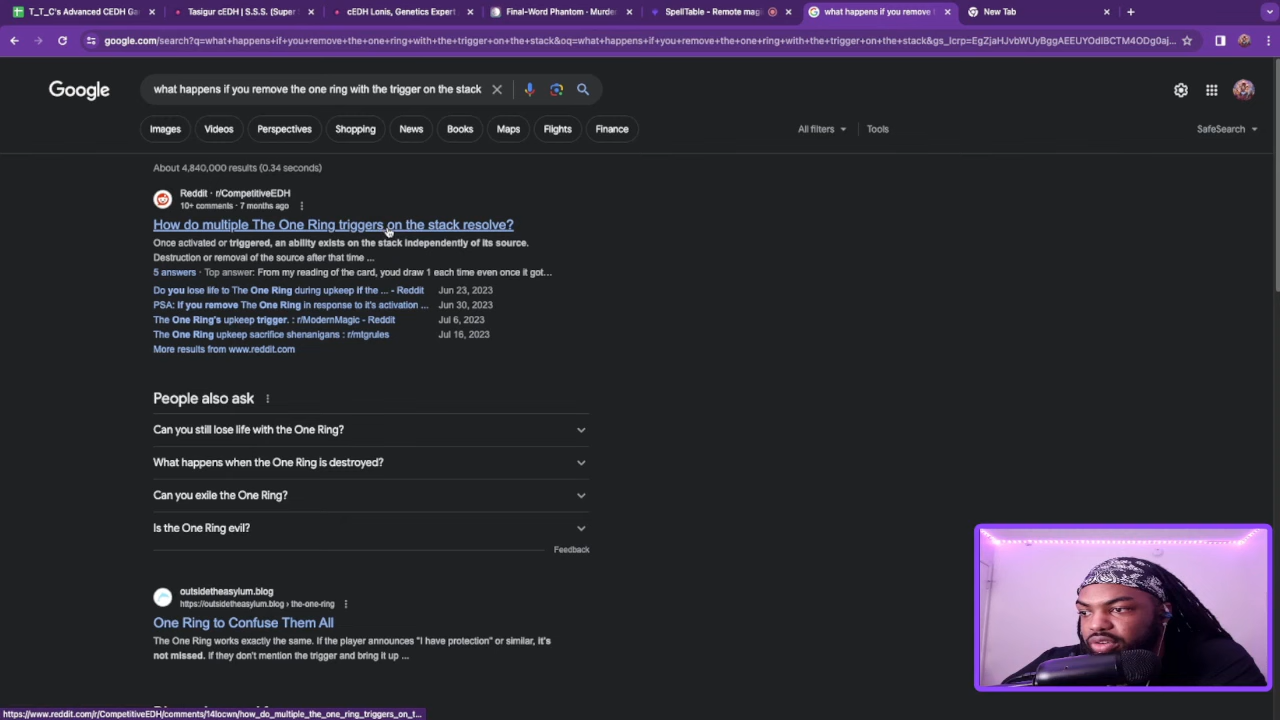 T_T_C's Advanced CEDH Gar
Tasigur cEDH | S.S.S. (Super
cEDH Lonis, Genetics Expert
Final-Word Phantom · Murder
SpellTable - Remote mag
what happens if you remove
New Tab
google.com/search?q=what+happens+if+you+remove+the+one+ring+with+the+trigger+on+the+stack&oq=what+happens+if+you+remove+the+one+ring+with+the+trigger+on+the+stack&gs_lcrp=EgZjaHJvbWUyBggAEEUYOdIBCTM4ODg0aj...
Google
what happens if you remove the one ring with the trigger on the stack
Images
Videos
Perspectives
Shopping
News
Books
Maps
Flights
Finance
All filters
Tools
SafeSearch
About 4,840,000 results (0.34 seconds)
Reddit · r/CompetitiveEDH
10+ comments · 7 months ago
How do multiple The One Ring triggers on the stack resolve?
Once activated or triggered, an ability exists on the stack independently of its source.
Destruction or removal of the source after that time ...
5 answers · Top answer: From my reading of the card, youd draw 1 each time even once it got...
Do you lose life to The One Ring during upkeep if the ... - Reddit Jun 23, 2023
PSA: If you remove The One Ring in response to it's activation ... Jun 30, 2023
The One Ring's upkeep trigger. : r/ModernMagic - Reddit Jul 6, 2023
The One Ring upkeep sacrifice shenanigans : r/mtgrules Jul 16, 2023
More results from www.reddit.com
People also ask
Can you still lose life with the One Ring?
What happens when the One Ring is destroyed?
Can you exile the One Ring?
Is the One Ring evil?
Feedback
outsidetheasylum.blog
https://outsidetheasylum.blog › the-one-ring
One Ring to Confuse Them All
The One Ring works exactly the same. If the player announces "I have protection" or similar, it's
not missed. If they don't mention the trigger and bring it up ...
https://www.reddit.com/r/CompetitiveEDH/comments/14locwn/how_do_multiple_the_one_ring_triggers_on_t...